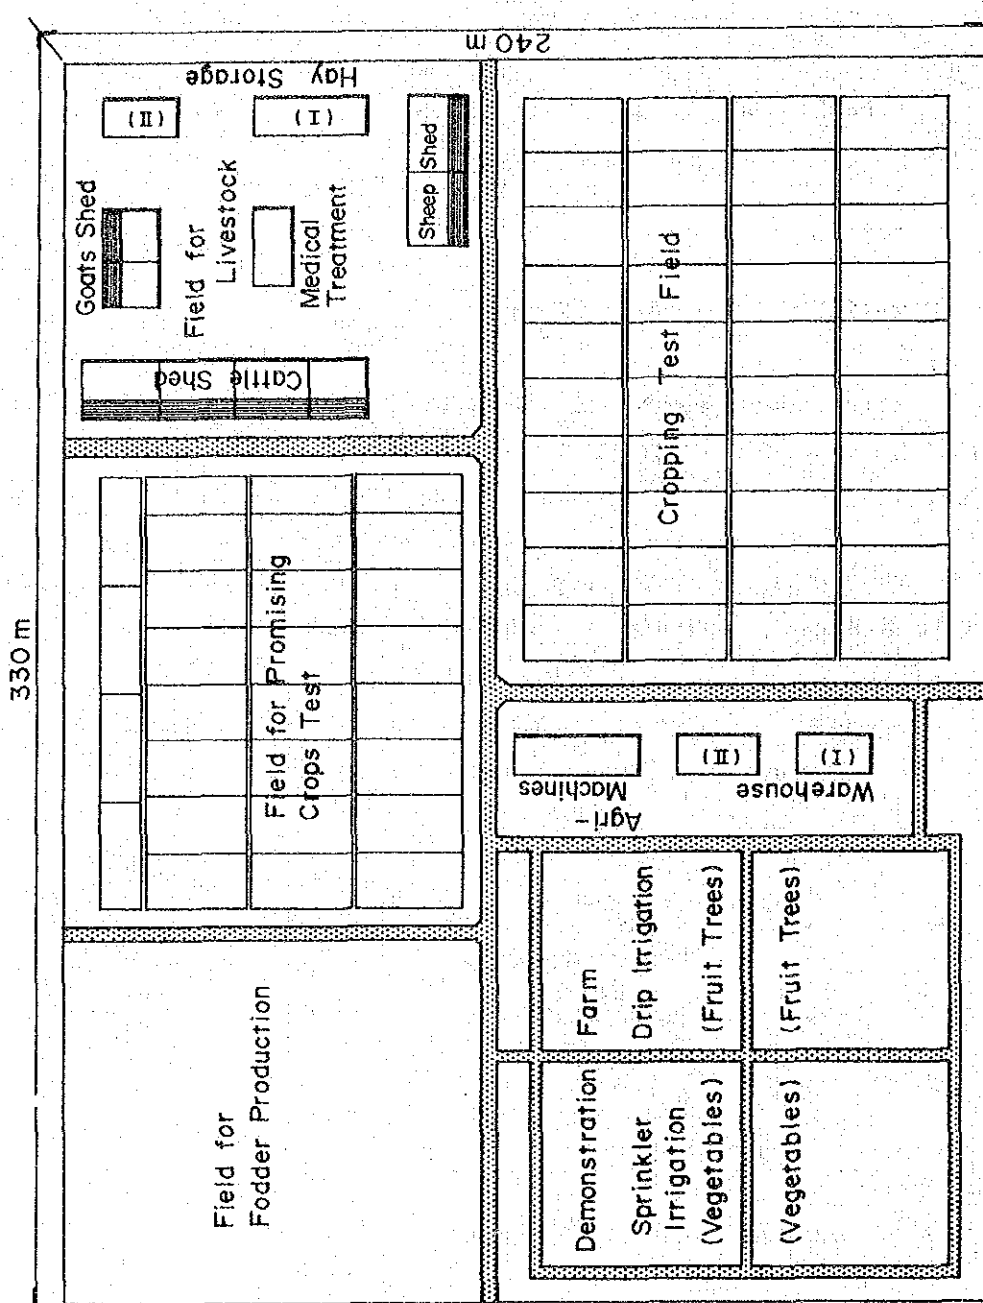 330 m
240 m
Hay
Storage
(II)
(I)
Goats Shed
Field for
Livestock
Medical
Treatment
Sheep Shed
Cattle Shed
Field for Promising
Crops Test
Field for
Fodder Production
Cropping Test Field
Agri-
Machines
Warehouse
(II)
(I)
Demonstration Farm
Sprinkler
Irrigation
(Vegetables)
Drip Irrigation
(Fruit Trees)
(Vegetables)
(Fruit Trees)